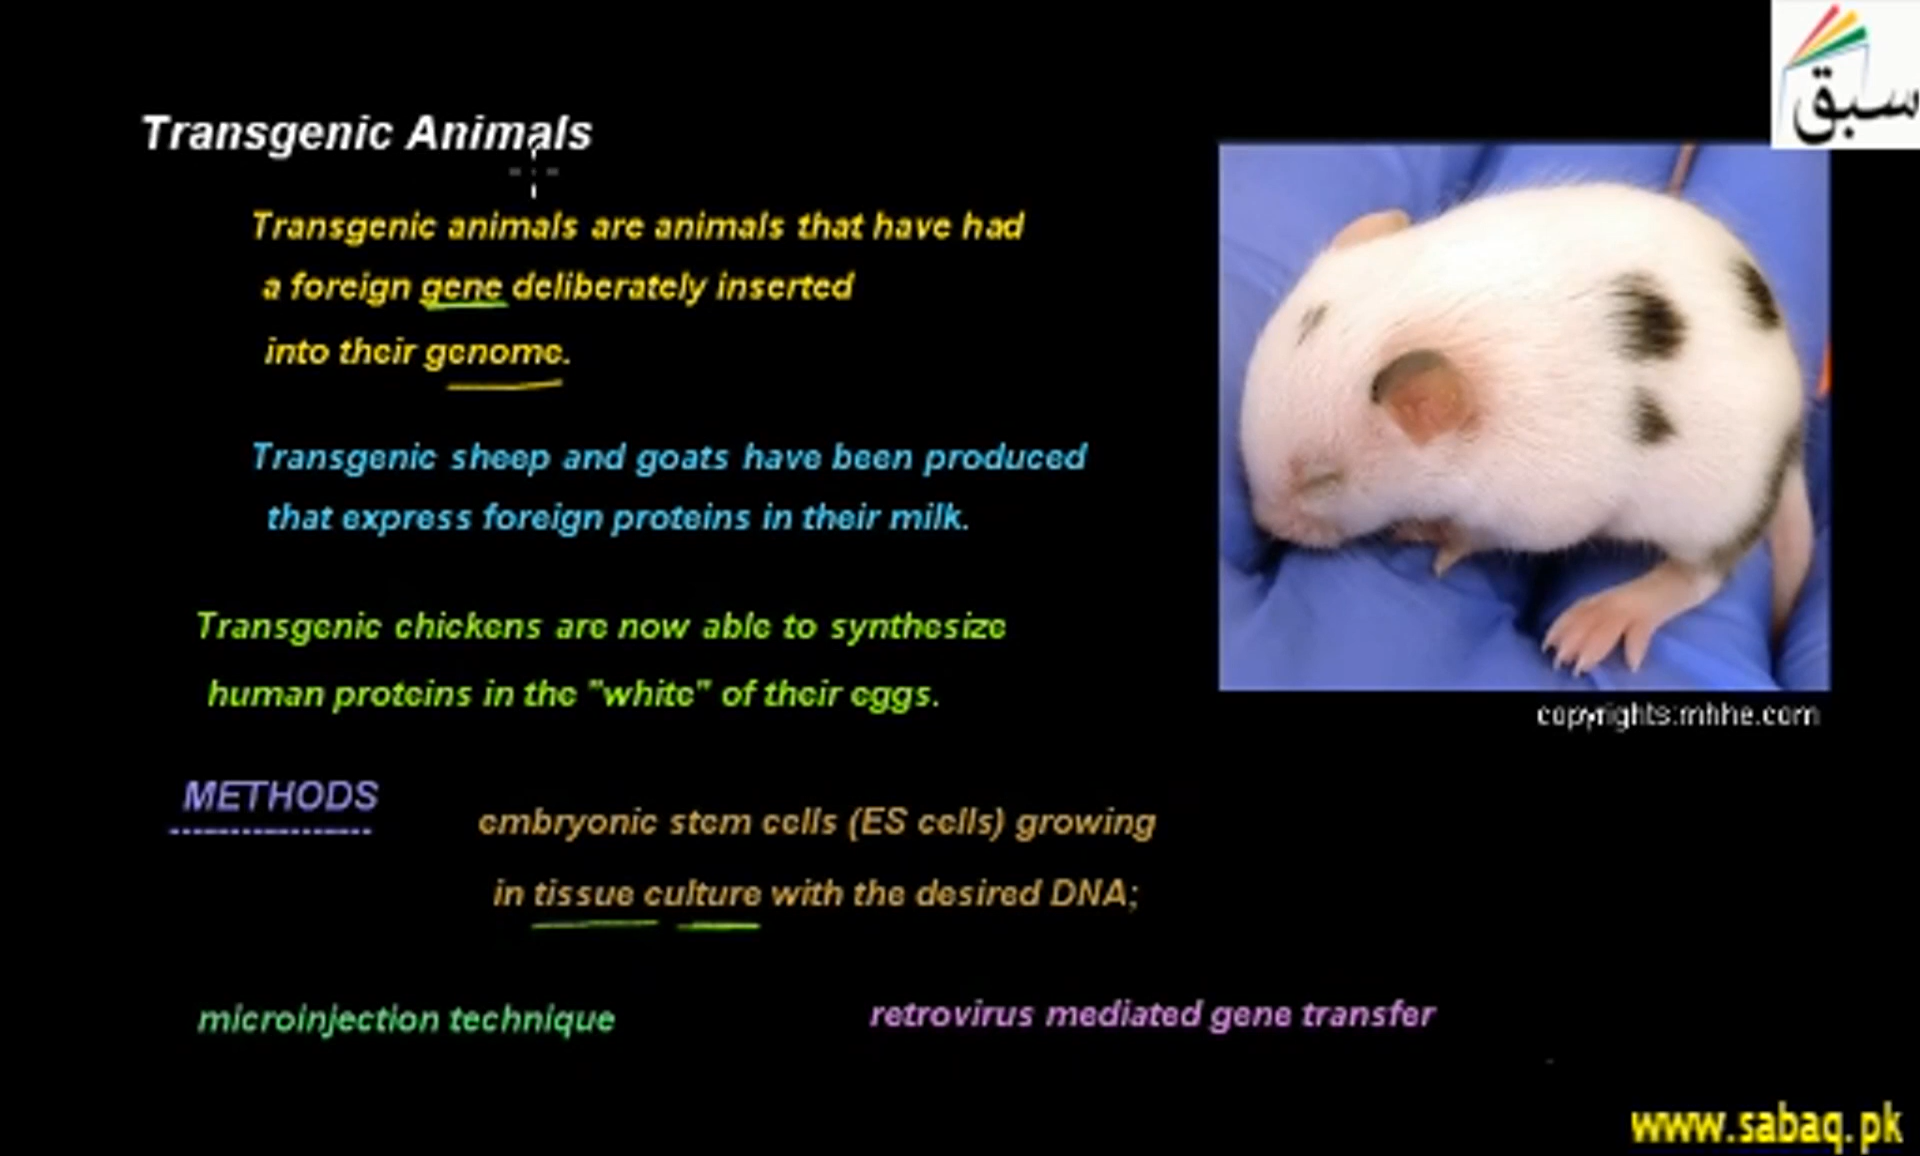 سبق
Transgenic Animals
Transgenic animals are animals that have had
a foreign gene deliberately inserted
into their genome.
Transgenic sheep and goats have been produced
that express foreign proteins in their milk.
Transgenic chickens are now able to synthesize
human proteins in the "white" of their eggs.
copyrights:mhhe.com
METHODS
embryonic stem cells (ES cells) growing
in tissue culture with the desired DNA;
microinjection technique
retrovirus mediated gene transfer
www.sabaq.pk